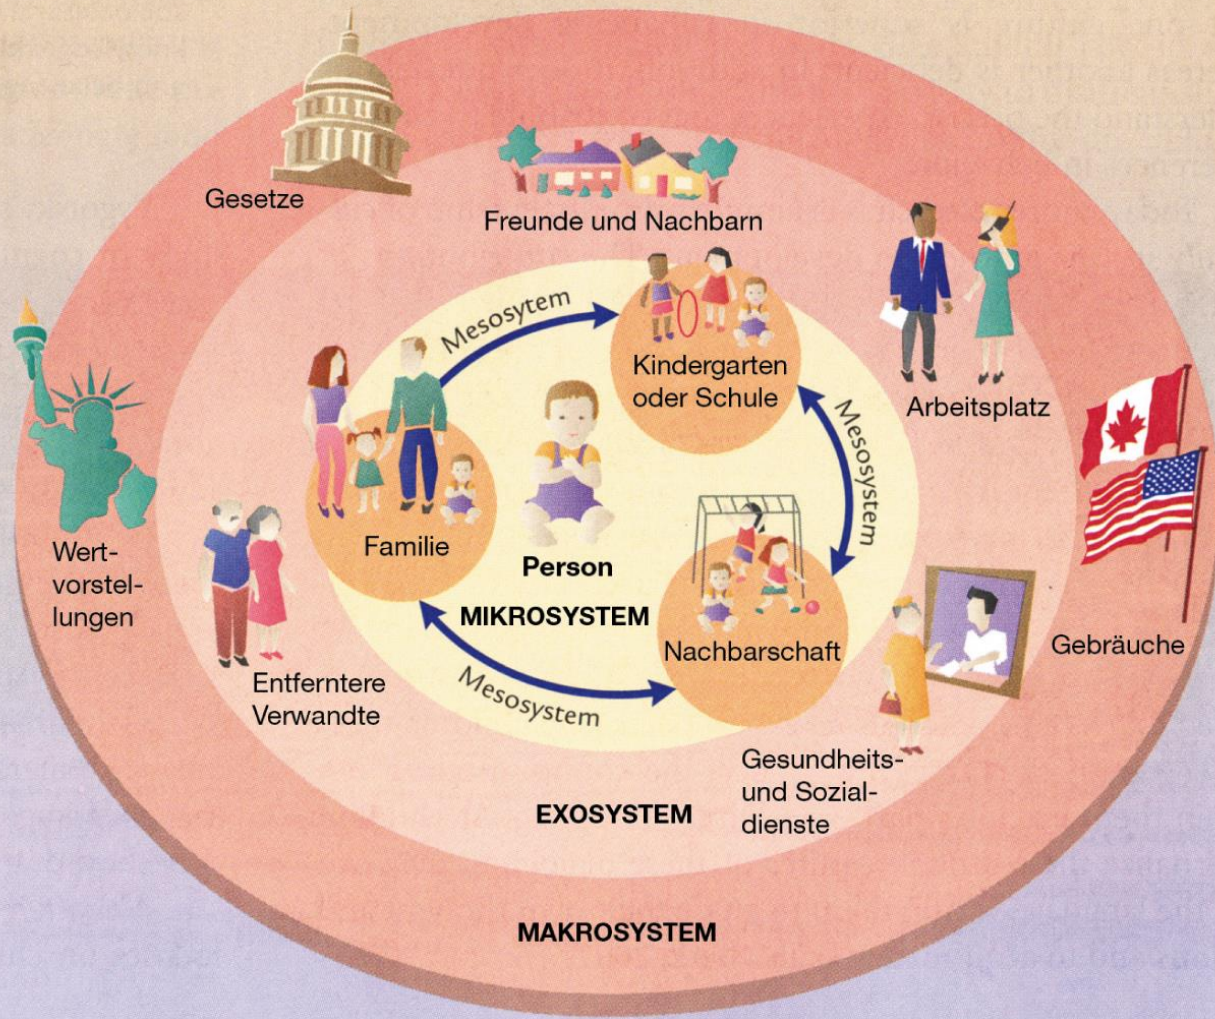 Gesetze
Freunde und Nachbarn
Mesosytem
Kindergarten
oder Schule
Arbeitsplatz
Mesosystem
Wert-
vorstel-
lungen
Familie
Person
MIKROSYSTEM
Nachbarschaft
Gebräuche
Entferntere
Verwandte
Mesosystem
Gesundheits-
und Sozial-
dienste
EXOSYSTEM
MAKROSYSTEM